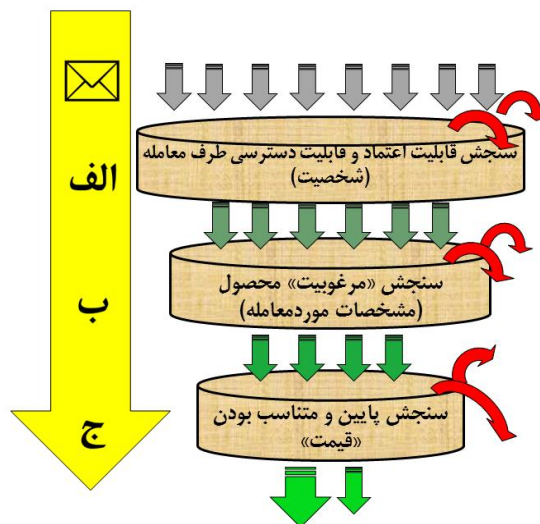 الف
سنجش قابلیت اعتماد و قابلیت دسترسی طرف معامله
(شخصیت)
ب
سنجش «مرغوبیت» محصول
(مشخصات موردمعامله)
ج
سنجش پایین و متناسب بودن
«قیمت»